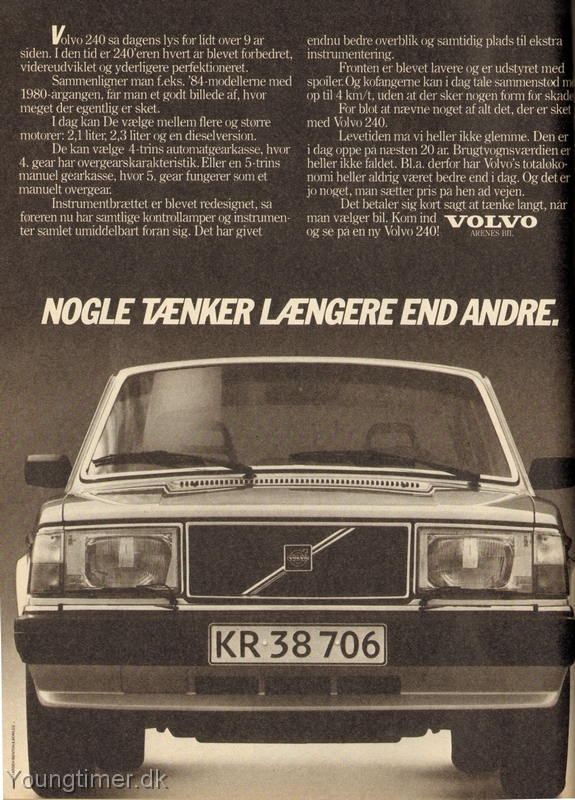 Volvo 240 så dagens lys for lidt over 9 år
siden. I den tid er 240'eren hvert år blevet forbedret,
videreudviklet og yderligere perfektioneret.
Sammenligner man f.eks. '84-modellerne med
1980-årgangen, får man et godt billede af, hvor
meget der egentlig er sket.
I dag kan De vælge mellem flere og større
motorer: 2,1 liter, 2,3 liter og en dieselversion.
De kan vælge 4-trins automatgearkasse, hvor
4. gear har overgearskarakteristik. Eller en 5-trins
manuel gearkasse, hvor 5. gear fungerer som et
manuelt overgear.
Instrumentbrættet er blevet redesignet, så
føreren nu har samtlige kontrollamper og instrumen-
ter samlet umiddelbart foran sig. Det har givet
endnu bedre overblik og samtidig plads til ekstra
instrumentering.
Fronten er blevet lavere og er udstyret med
spoiler. Og kofangerne kan i dag tåle sammenstød
op til 4 km/t, uden at der sker nogen form for
For blot at nævne noget af alt det, der er sket
med Volvo 240.
Levetiden må vi heller ikke glemme. Den er
i dag oppe på næsten 20 år. Brugtvognsværdien er
heller ikke faldet. Bl.a. derfor har Volvo's totaløko-
nomi heller aldrig været bedre end i dag. Og det er
jo noget, man sætter pris på hen ad vejen.
Det betaler sig kort sagt at tænke langt, når
man vælger bil. Kom ind
og se på en ny Volvo 240!
VOLVO
ÅRENES BIL
NOGLE TÆNKER LÆNGERE END ANDRE.
VOLVO
KR 38 706
Youngtimer.dk